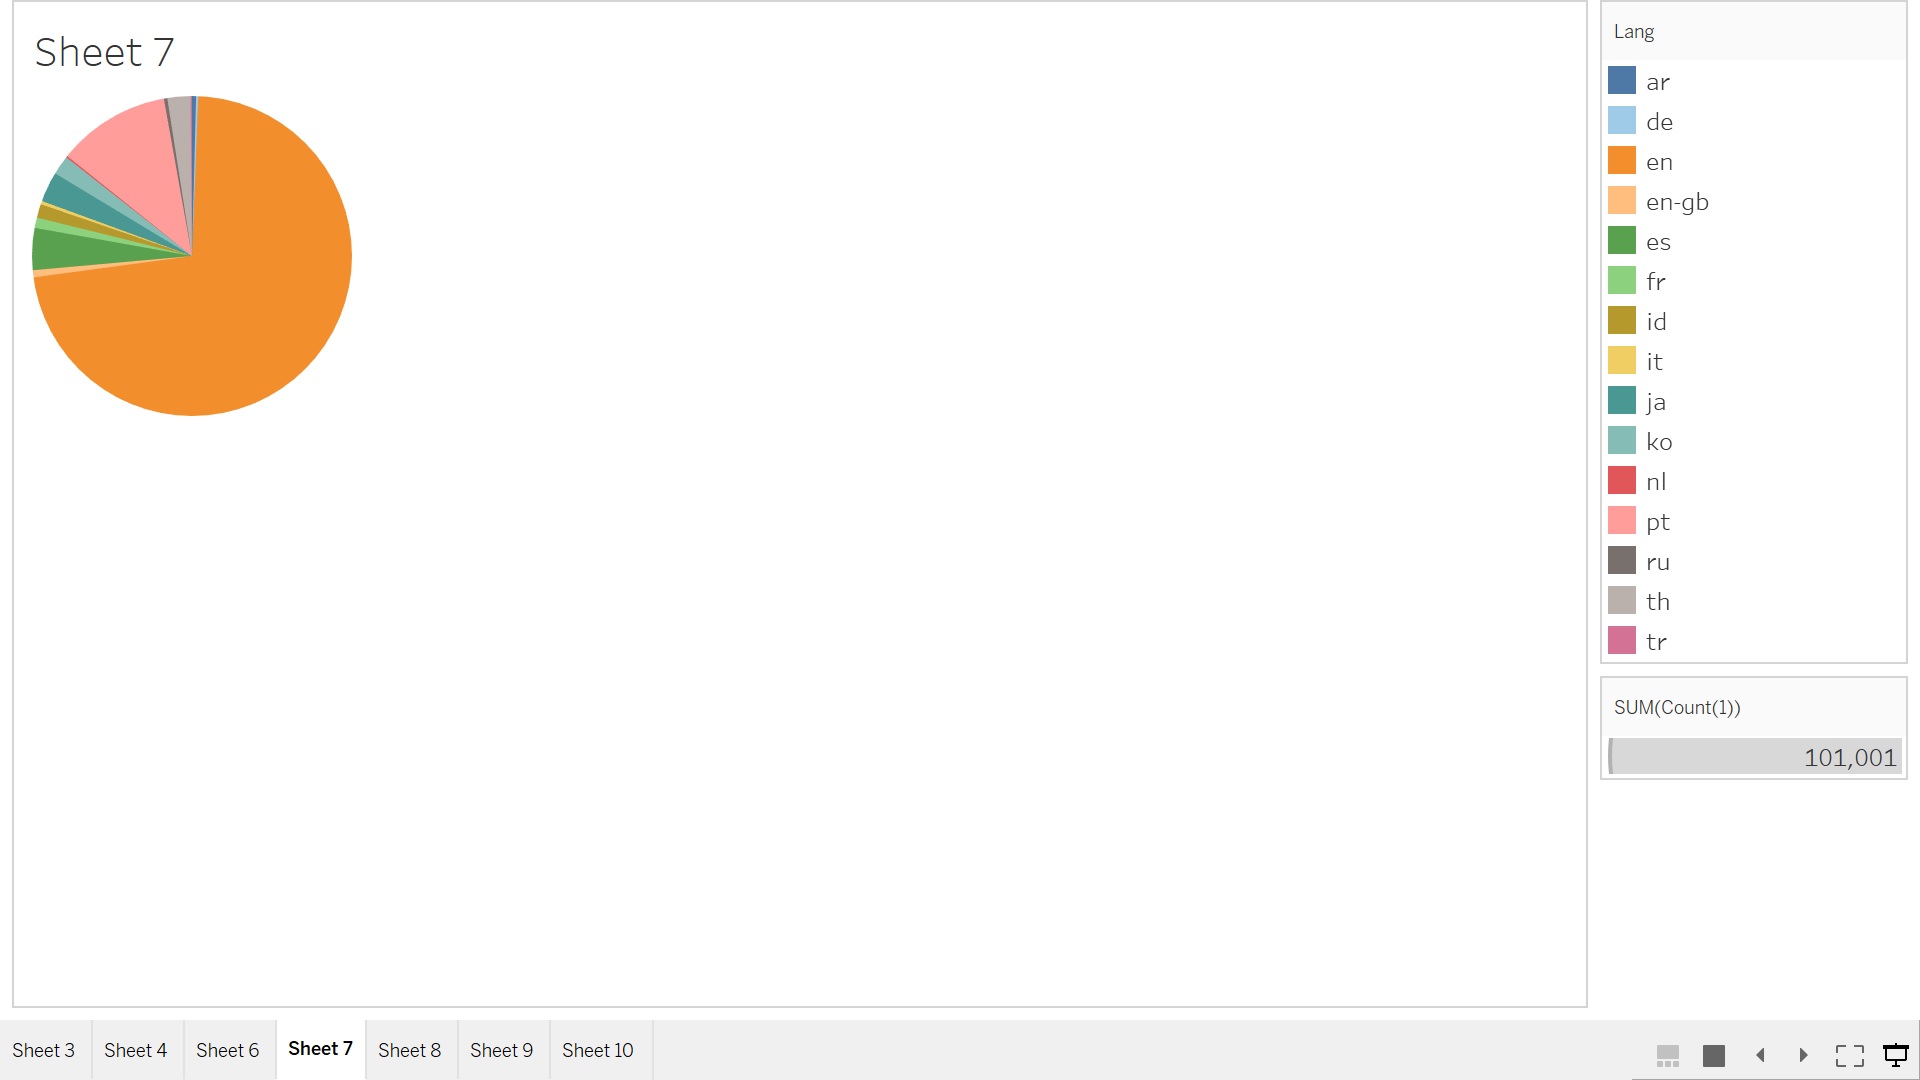 Sheet 7
Lang
ar
de
en
en-gb
es
fr
id
it
ja
ko
nl
pt
ru
th
tr
SUM(Count(1))
101,001
Sheet 3
Sheet 4
Sheet 6
Sheet 7
Sheet 8
Sheet 9
Sheet 10